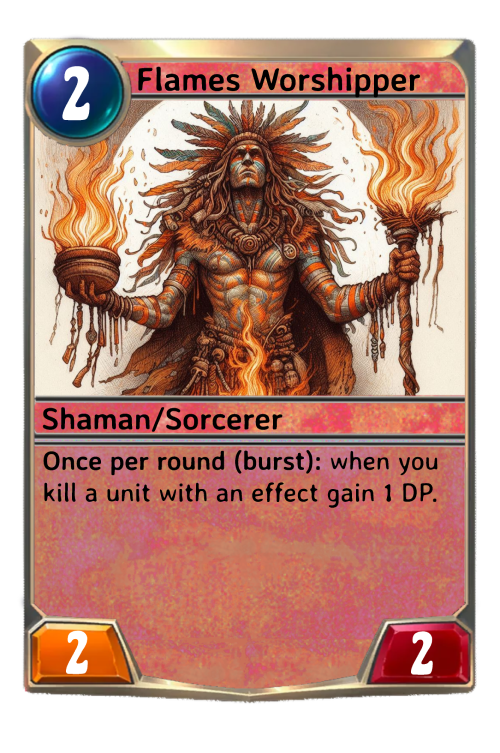 2
Flames Worshipper
Shaman/Sorcerer
Once per round (burst): when you
kill a unit with an effect gain 1 DP.
2
2